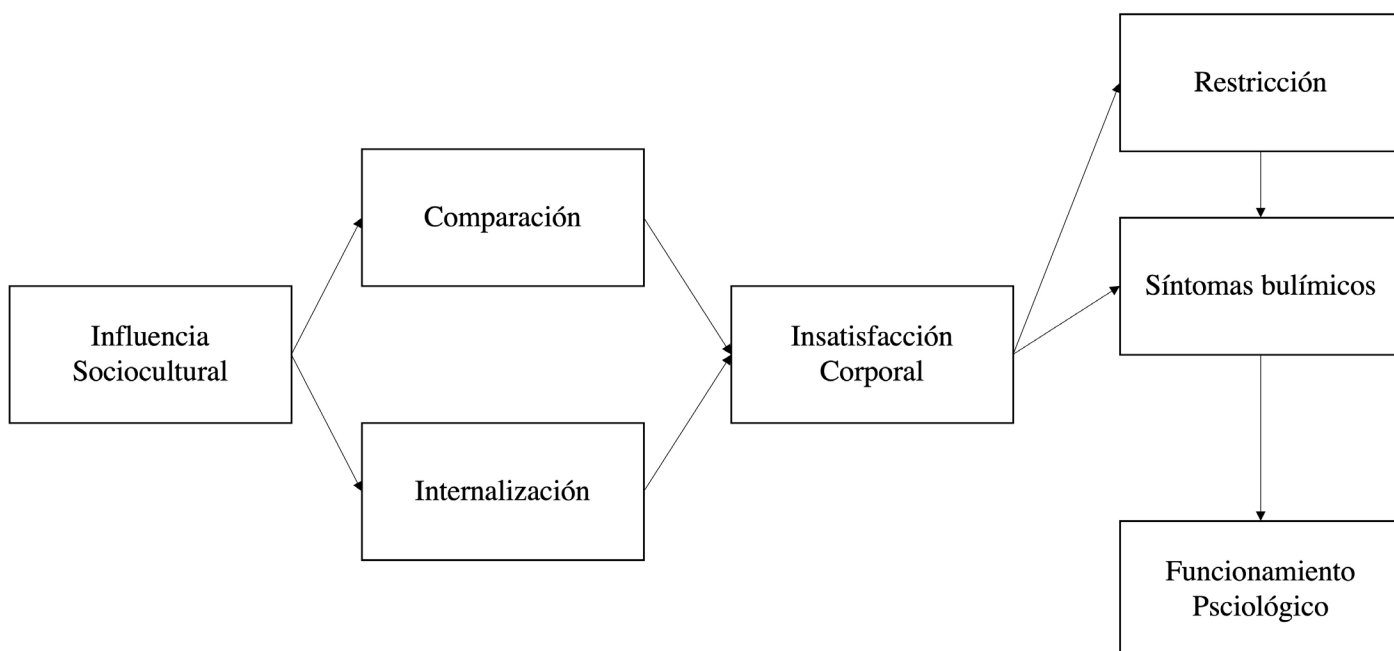 Restricción
Comparación
Síntomas bulímicos
Influencia
Sociocultural
Insatisfacción
Corporal
Internalización
Funcionamiento
Psciológico